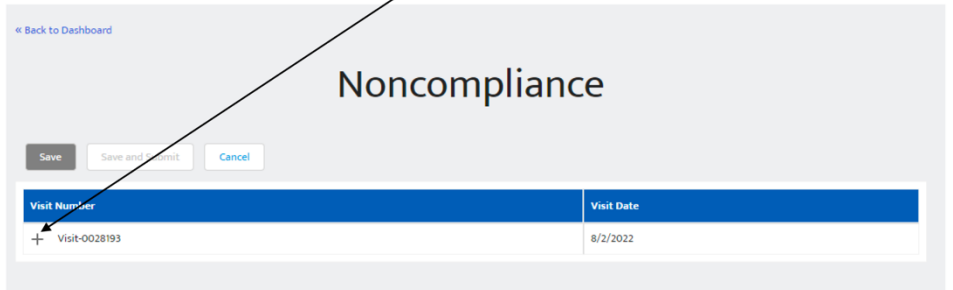 « Back to Dashboard
Noncompliance
Save Save and Submit Cancel
Visit Number Visit Date
+ Visit-0028193 8/2/2022